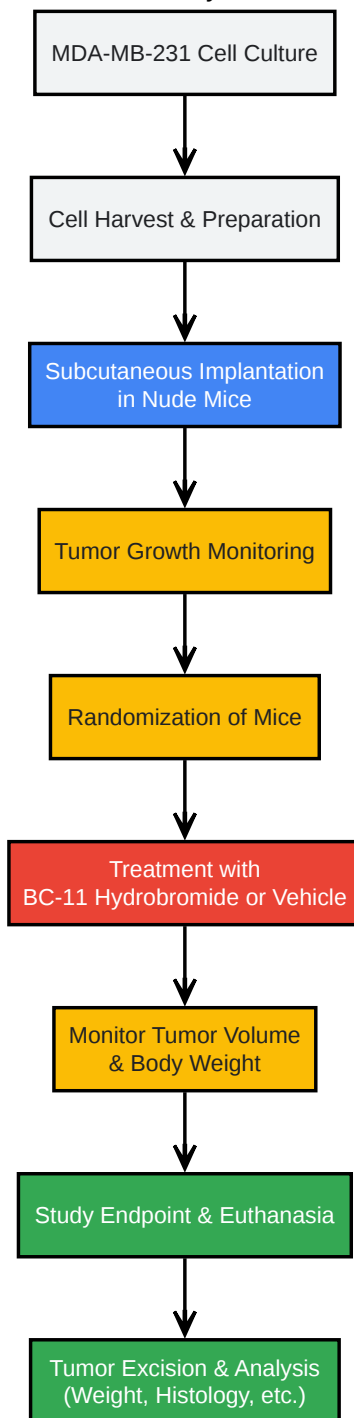 MDA-MB-231 Cell Culture
Cell Harvest & Preparation
Subcutaneous Implantation
in Nude Mice
Tumor Growth Monitoring
Randomization of Mice
Treatment with
BC-11 Hydrobromide or Vehicle
Monitor Tumor Volume
& Body Weight
Study Endpoint & Euthanasia
Tumor Excision & Analysis
(Weight, Histology, etc.)